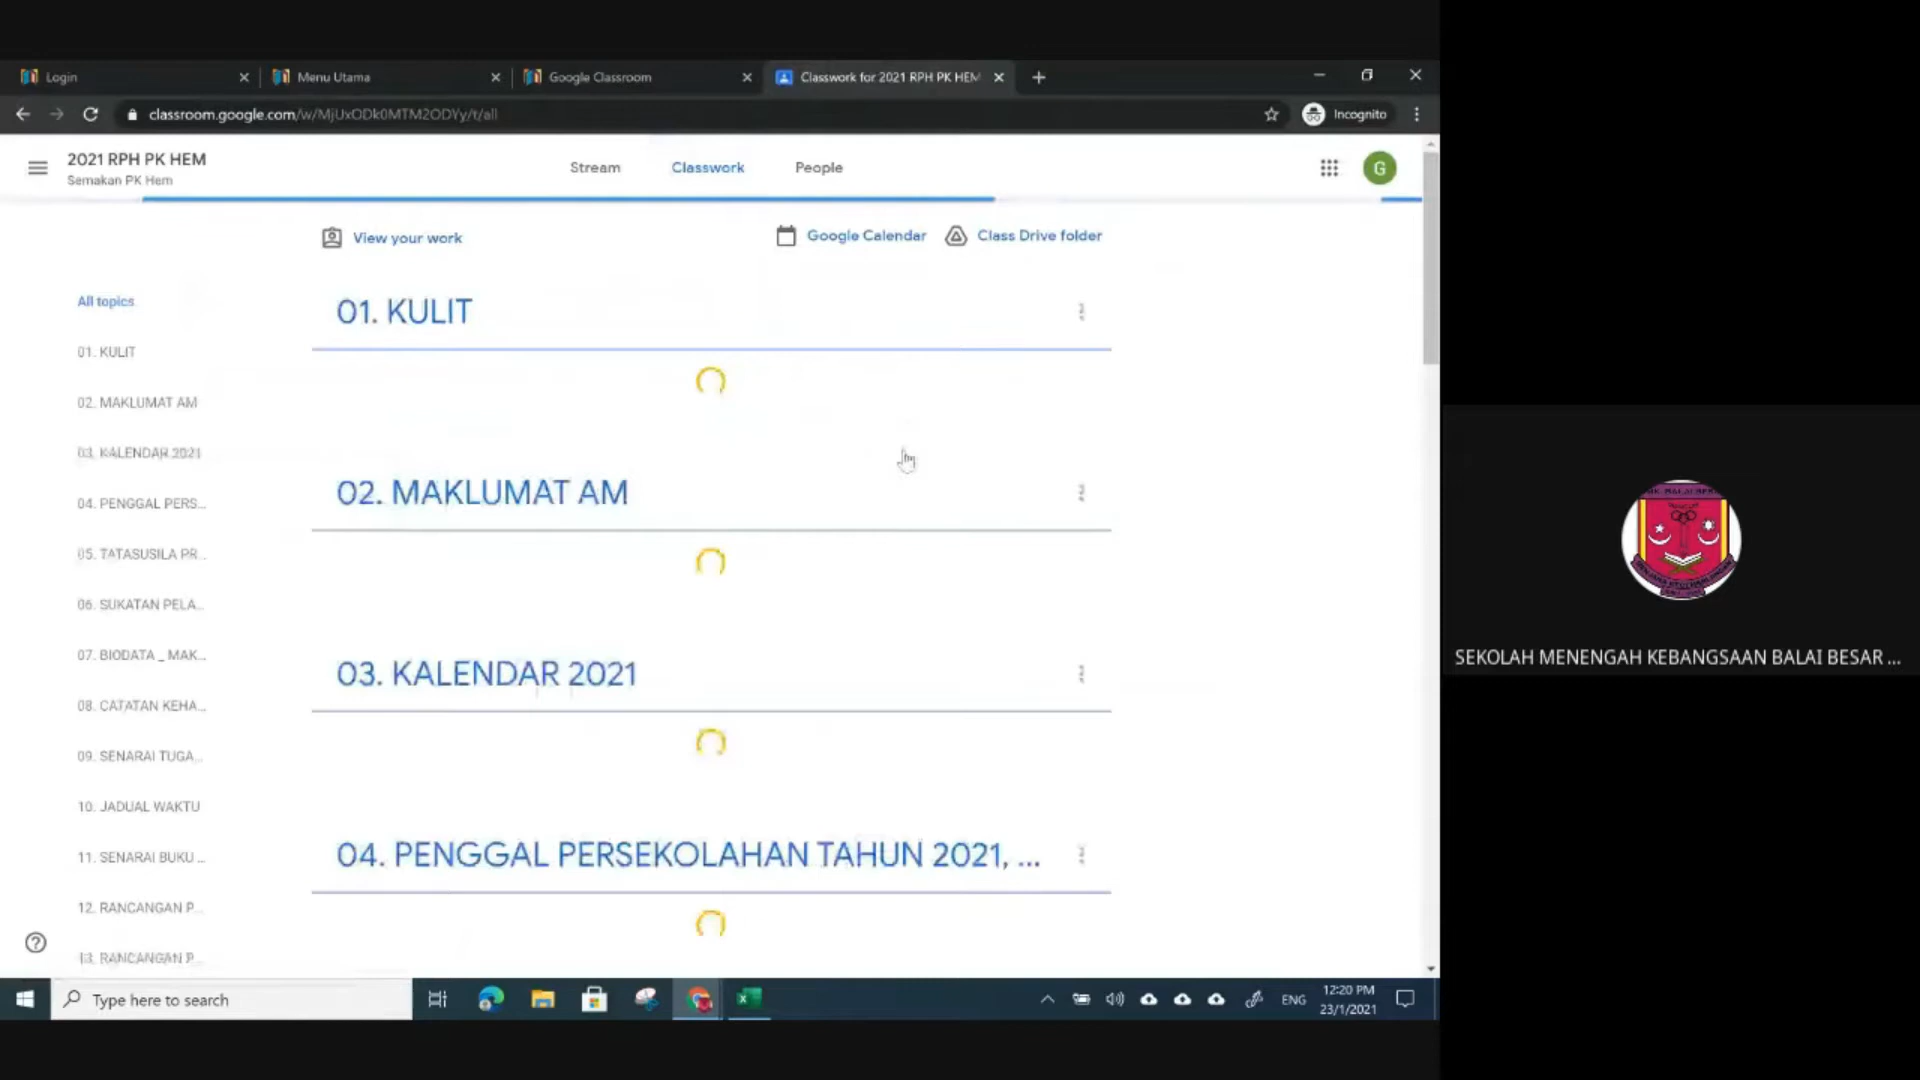 Login
Menu Utama
Google Classroom
Classwork for 2021 RPH PK HEM
classroom.google.com/w/MjUxODk0MTM2ODYy/t/all
Incognito
2021 RPH PK HEM
Semakan PK Hem
Stream
Classwork
People
G
View your work
Google Calendar
Class Drive folder
All topics
01. KULIT
02. MAKLUMAT AM
03. KALENDAR 2021
04. PENGGAL PERS...
05. TATASUSILA PR...
06. SUKATAN PELA...
07. BIODATA _ MAK...
08. CATATAN KEHA...
09. SENARAI TUGA...
10. JADUAL WAKTU
11. SENARAI BUKU ...
12. RANCANGAN P...
13. RANCANGAN P...
01. KULIT
02. MAKLUMAT AM
03. KALENDAR 2021
04. PENGGAL PERSEKOLAHAN TAHUN 2021, ...
SEKOLAH MENENGAH KEBANGSAAN BALAI BESAR ...
Type here to search
ENG
12:20 PM
23/1/2021